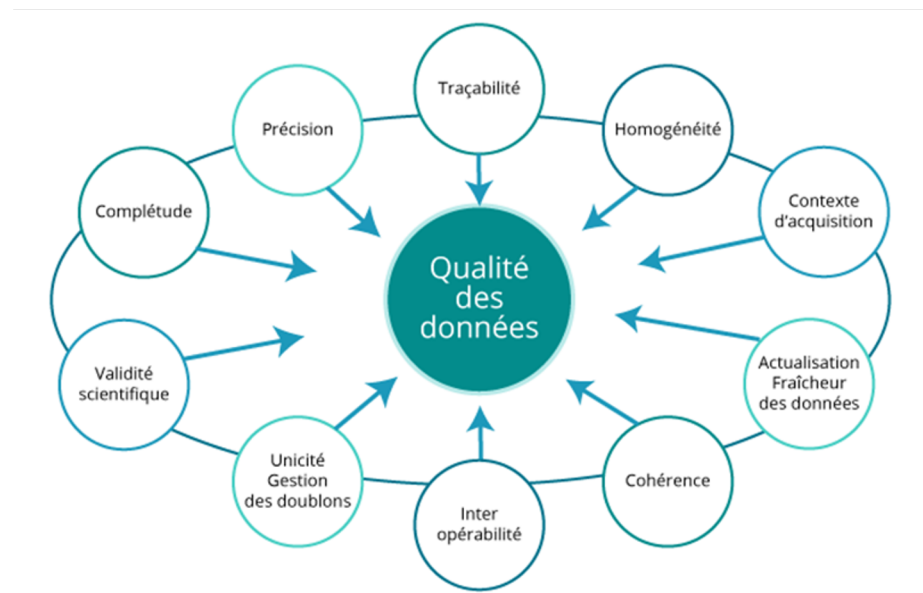 Traçabilité
Précision
Homogénéité
Complétude
Contexte
d'acquisition
Qualité
des
données
Validité
scientifique
Actualisation
Fraîcheur
des données
Unicité
Gestion
des doublons
Cohérence
Inter
opérabilité